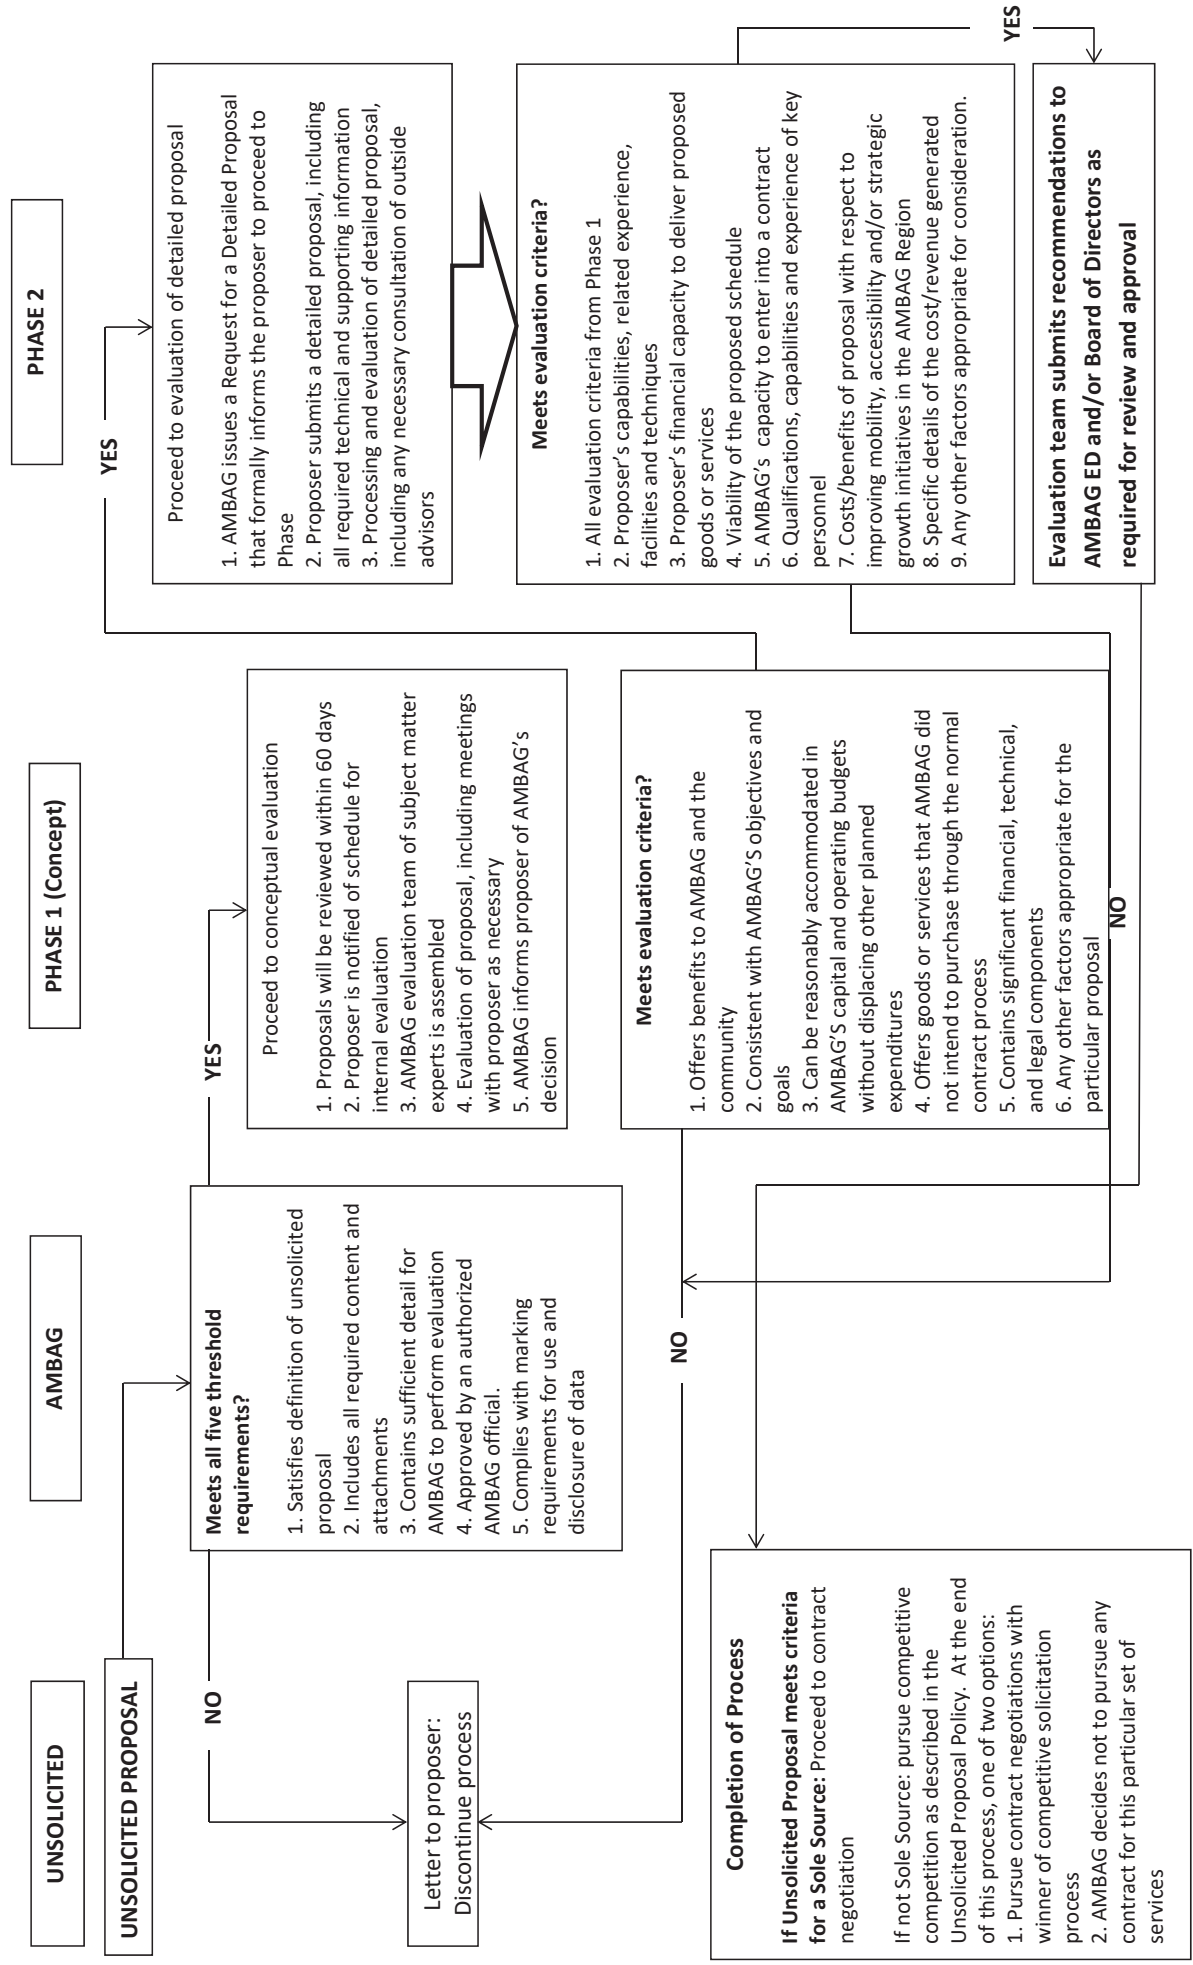 UNSOLICITED
UNSOLICITED PROPOSAL
NO
Letter to proposer:
Discontinue process
Completion of Process
If Unsolicited Proposal meets criteria
for a Sole Source: Proceed to contract
negotiation
If not Sole Source: pursue competitive
competition as described in the
Unsolicited Proposal Policy. At the end
of this process, one of two options:
1. Pursue contract negotiations with
winner of competitive solicitation
process
2. AMBAG decides not to pursue any
contract for this particular set of
services
AMBAG
Meets all five threshold
requirements?
1. Satisfies definition of unsolicited
proposal
2. Includes all required content and
attachments
3. Contains sufficient detail for
AMBAG to perform evaluation
4. Approved by an authorized
AMBAG official.
5. Complies with marking
requirements for use and
disclosure of data
NO
YES
PHASE 1 (Concept)
Proceed to conceptual evaluation
1. Proposals will be reviewed within 60 days
2. Proposer is notified of schedule for
internal evaluation
3. AMBAG evaluation team of subject matter
experts is assembled
4. Evaluation of proposal, including meetings
with proposer as necessary
5. AMBAG informs proposer of AMBAG's
decision
Meets evaluation criteria?
1. Offers benefits to AMBAG and the
community
2. Consistent with AMBAG'S objectives and
goals
3. Can be reasonably accommodated in
AMBAG'S capital and operating budgets
without displacing other planned
expenditures
4. Offers goods or services that AMBAG did
not intend to purchase through the normal
contract process
5. Contains significant financial, technical,
and legal components
6. Any other factors appropriate for the
particular proposal
NO
YES
PHASE 2
Proceed to evaluation of detailed proposal
1. AMBAG issues a Request for a Detailed Proposal
that formally informs the proposer to proceed to
Phase
2. Proposer submits a detailed proposal, including
all required technical and supporting information
3. Processing and evaluation of detailed proposal,
including any necessary consultation of outside
advisors
Meets evaluation criteria?
1. All evaluation criteria from Phase 1
2. Proposer's capabilities, related experience,
facilities and techniques
3. Proposer's financial capacity to deliver proposed
goods or services
4. Viability of the proposed schedule
5. AMBAG's capacity to enter into a contract
6. Qualifications, capabilities and experience of key
personnel
7. Costs/benefits of proposal with respect to
improving mobility, accessibility and/or strategic
growth initiatives in the AMBAG Region
8. Specific details of the cost/revenue generated
9. Any other factors appropriate for consideration.
YES
Evaluation team submits recommendations to
AMBAG ED and/or Board of Directors as
required for review and approval